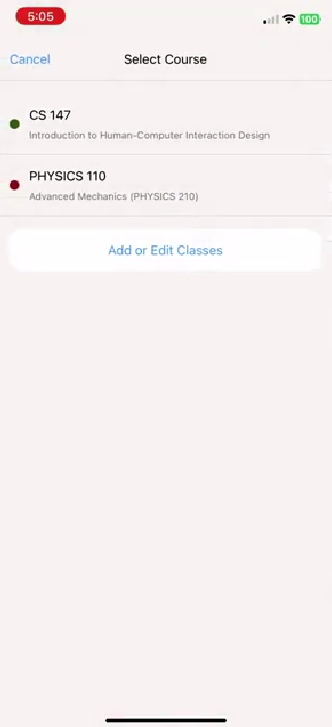 5:05
100
Cancel
Select Course
CS 147
Introduction to Human-Computer Interaction Design
PHYSICS 110
Advanced Mechanics (PHYSICS 210)
Add or Edit Classes